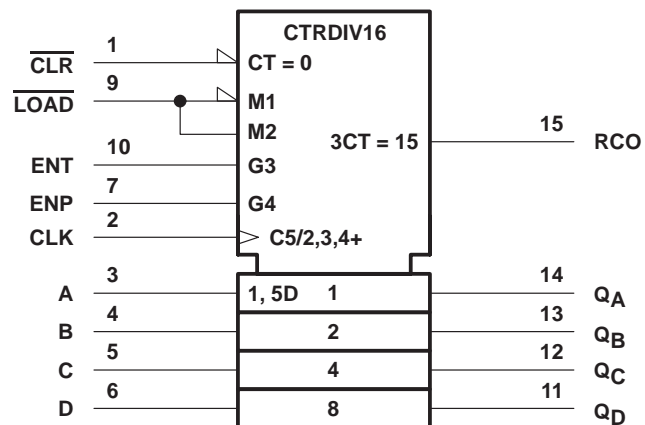 CTRDIV16
1
CLR
CT = 0
9
LOAD
M1
M2
3CT = 15
15
RCO
10
ENT
G3
7
ENP
G4
2
CLK
C5/2,3,4+
3
A
1, 5D 1
14
QA
4
B
2
13
QB
5
C
4
12
QC
6
D
8
11
QD